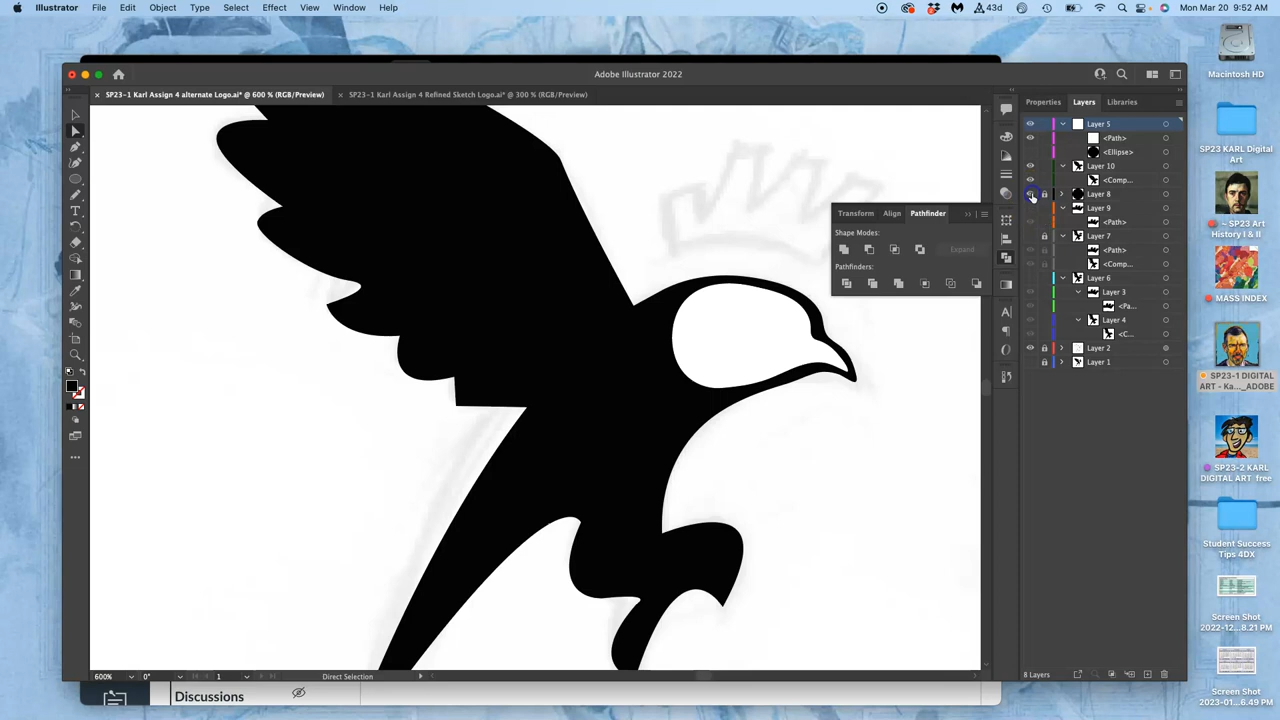 Illustrator File Edit Object Type Select Effect View Window Help 43d Mon Mar 20 9:52 AM
Adobe Illustrator 2022
SP23-1 Karl Assign 4 alternate Logo.ai* @ 600 % (RGB/Preview)
SP23-1 Karl Assign 4 Refined Sketch Logo.ai* @ 300 % (RGB/Preview)
Properties Layers Libraries
Layer 5
<Path>
<Ellipse>
Layer 10
<Comp...
Layer 8
Layer 9
<Path>
Layer 7
<Path>
<Comp...
Layer 6
Layer 3
<Pa...
Layer 4
<C...
Layer 2
Layer 1
8 Layers
Transform Align Pathfinder
Shape Modes:
Expand
Pathfinders:
600% 0° 1 Direct Selection
Discussions
Macintosh HD
SP23 KARL Digital
Art
~ SP23 Art
History I & II
MASS INDEX
SP23-1 DIGITAL
ART - Ka..._ADOBE
SP23-2 KARL
DIGITAL ART free
Student Success
Tips 4DX
Screen Shot
2022-12...8.21 PM
Screen Shot
2023-01...6.49 PM